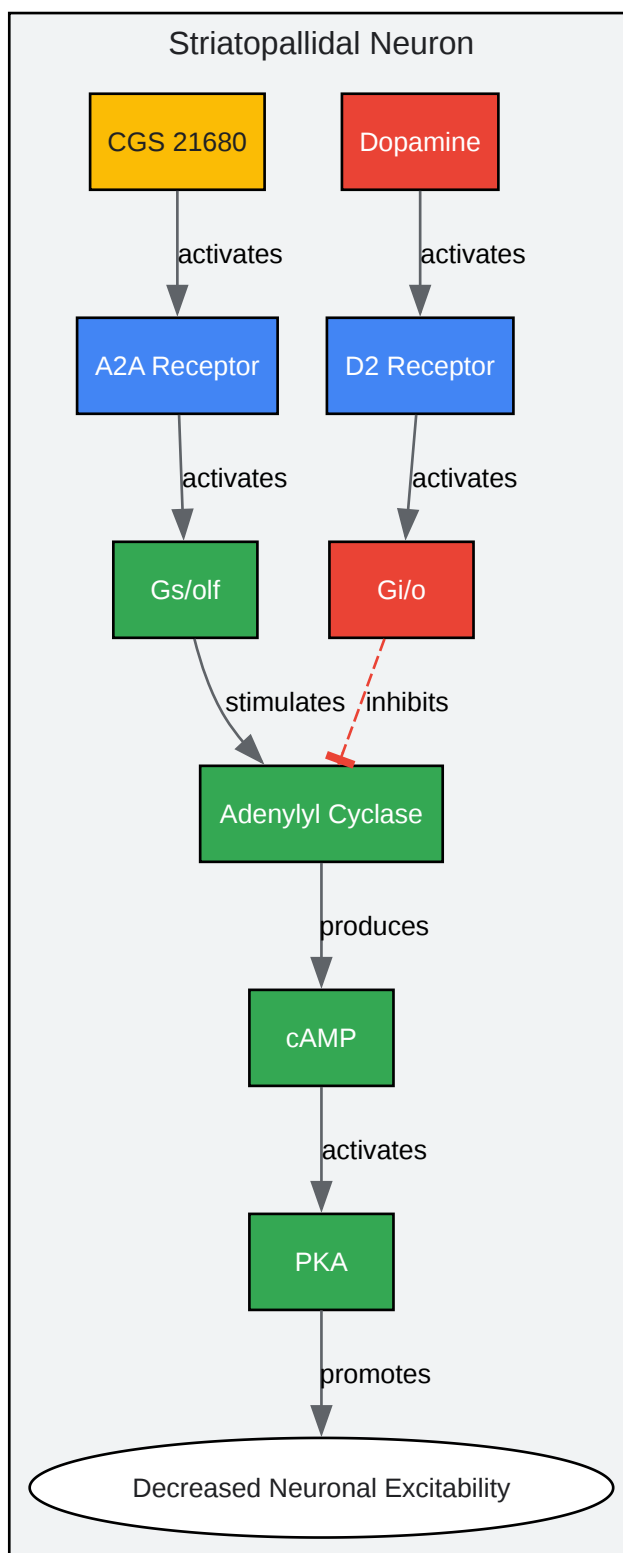 Striatopallidal Neuron
CGS 21680
Dopamine
activates
activates
A2A Receptor
D2 Receptor
activates
activates
Gs/olf
Gi/o
stimulates
inhibits
Adenylyl Cyclase
produces
cAMP
activates
PKA
promotes
Decreased Neuronal Excitability